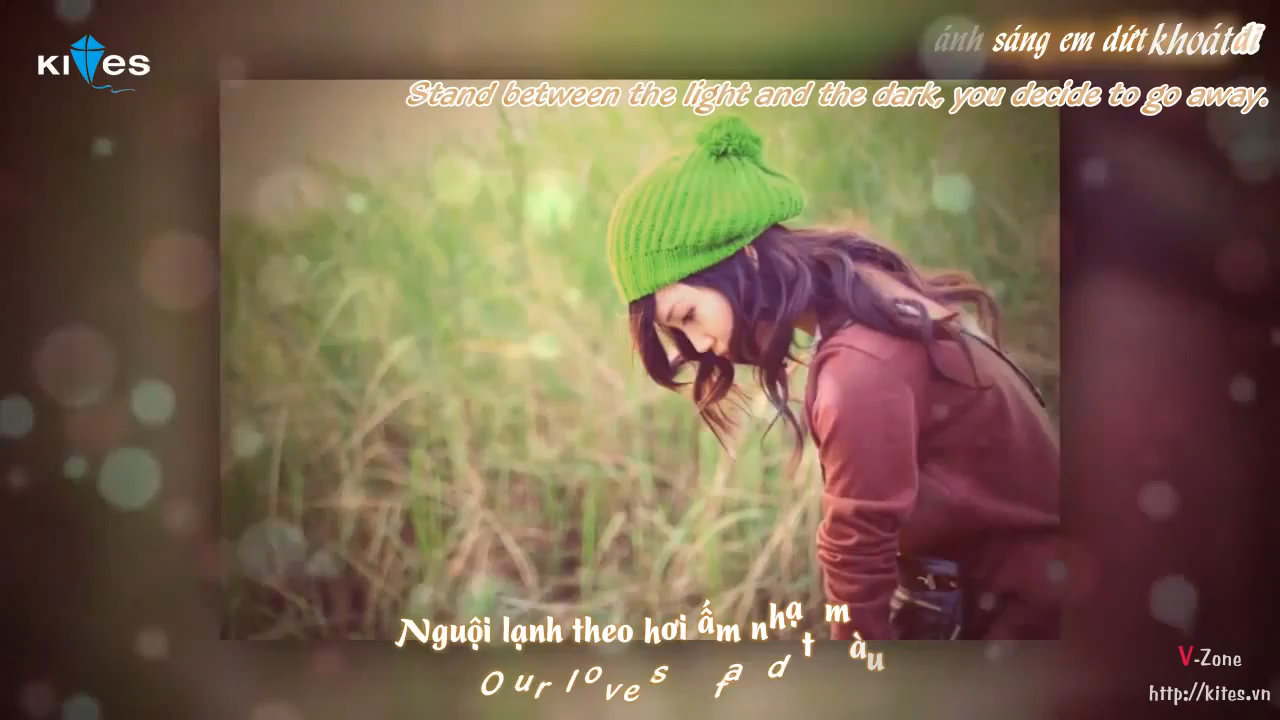 KITES
ánh sáng em dứt khoát đi
Stand between the light and the dark, you decide to go away.
Nguội lạnh theo hơi ấm nhạt màu
Our loves fad
V-Zone
http://kites.vn